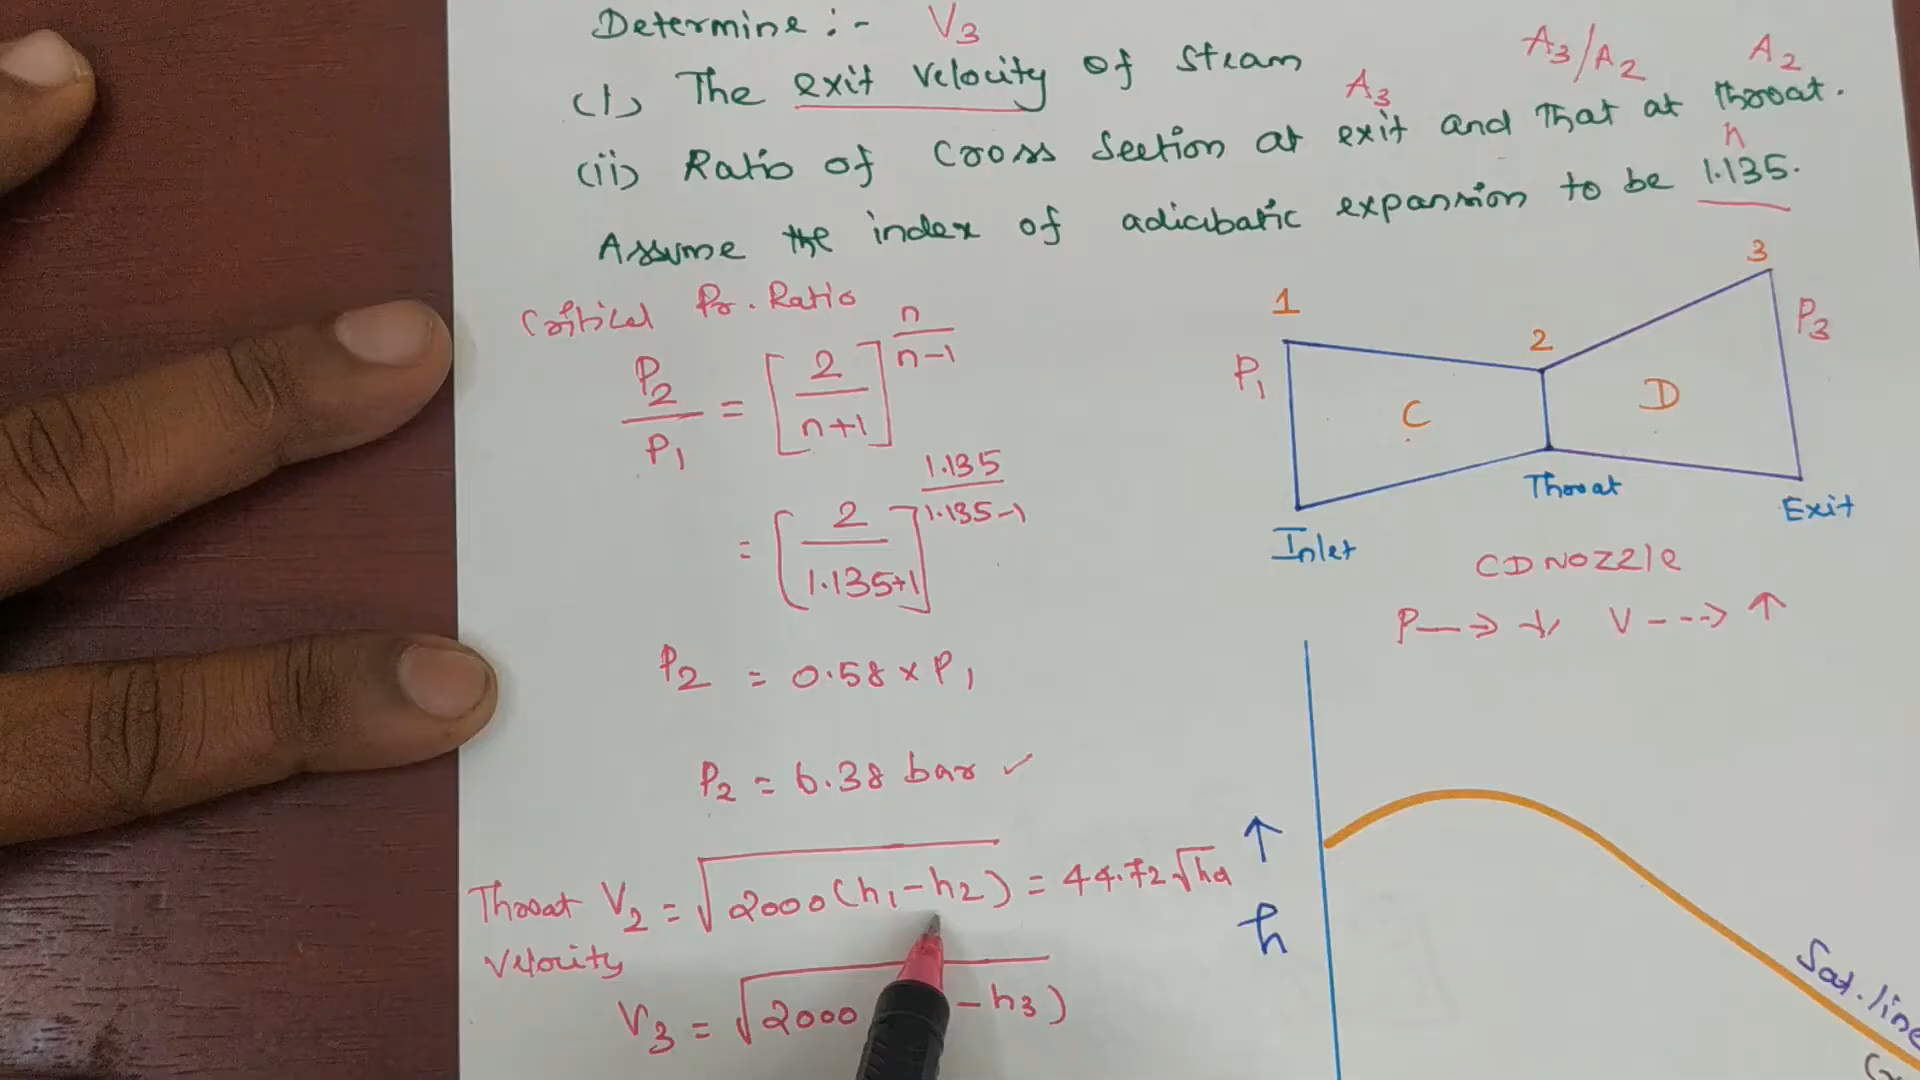 Determine :- V3
(i) The exit velocity of steam
A3 A3/A2 A2
(ii) Ratio of cross section at exit and that at throat.
n
Assume the index of adiabatic expansion to be 1.135.
Critical Pr. Ratio
P2/P1 = [2/(n+1)]^(n/(n-1))
= [2/(1.135+1)]^(1.135/(1.135-1))
P2 = 0.58 x P1
P2 = 6.38 bar ✓
Throat Velocity V2 = √2000(h1-h2) = 44.72√hd
V3 = √2000 -h3)
1
2
3
P1
C
D
P3
Inlet
Throat
Exit
CD NOZZle
P---> ↓ V ---> ↑
↑
h
Sat. line